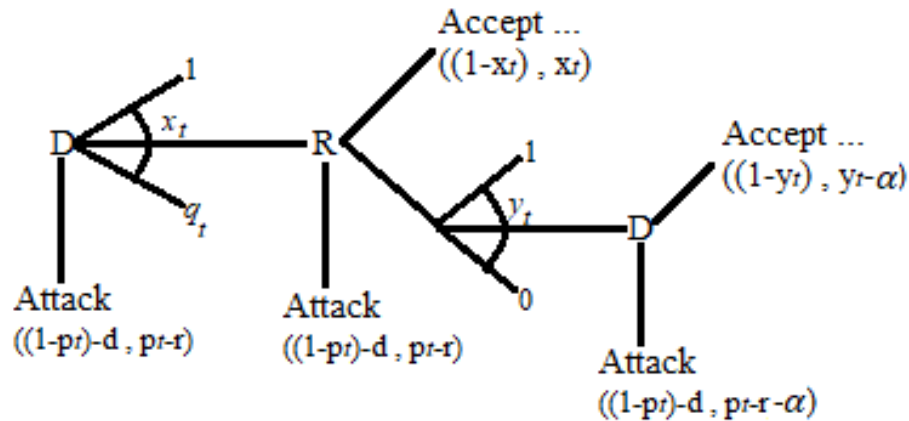 Accept ...
((1-xt) , xt)
1
D
xt
R
qt
Attack
((1-pt)-d , pt-r)
Attack
((1-pt)-d , pt-r)
1
yt
0
D
Accept ...
((1-yt) , yt-α)
Attack
((1-pt)-d , pt-r-α)